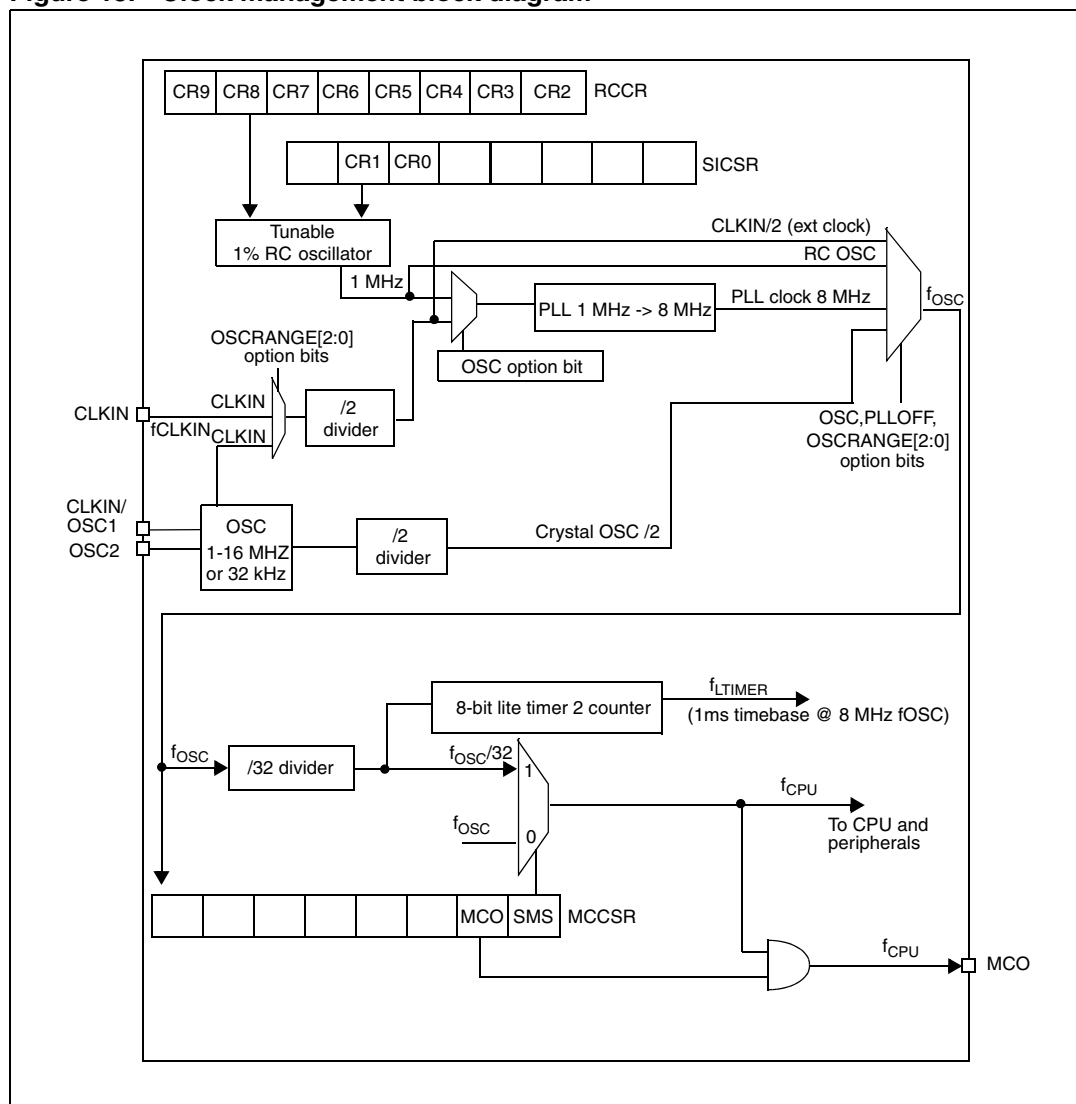 Figure 13. Clock management block diagram
CR9 CR8 CR7 CR6 CR5 CR4 CR3 CR2 RCCR
CR1 CR0 SICSR
Tunable
1% RC oscillator
CLKIN/2 (ext clock)
RC OSC
1 MHz
PLL 1 MHz -> 8 MHz
PLL clock 8 MHz
fOSC
OSCRANGE[2:0]
option bits
OSC option bit
CLKIN
CLKIN
fCLKIN
CLKIN
/2
divider
OSC,PLLOFF,
OSCRANGE[2:0]
option bits
CLKIN/
OSC1
OSC2
OSC
1-16 MHZ
or 32 kHz
/2
divider
Crystal OSC /2
8-bit lite timer 2 counter
fLTIMER
(1ms timebase @ 8 MHz fOSC)
fOSC
/32 divider
fOSC/32
1
fOSC
0
fCPU
To CPU and
peripherals
MCO SMS MCCSR
fCPU
MCO